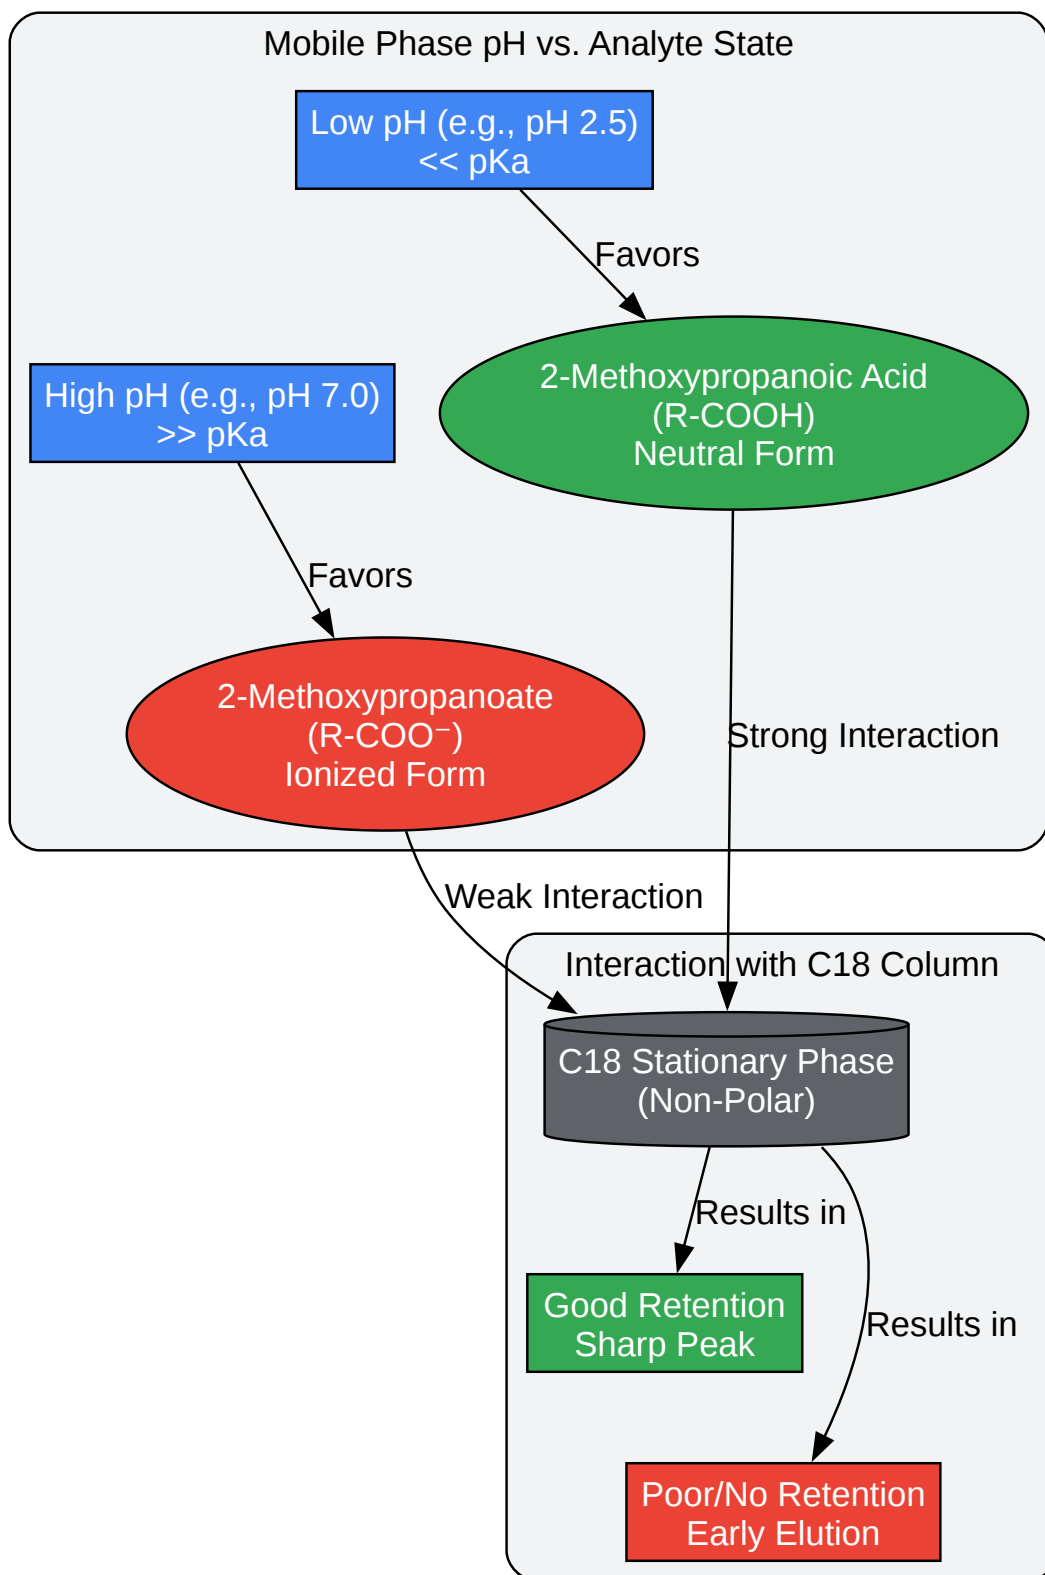 Mobile Phase pH vs. Analyte State
Low pH (e.g., pH 2.5)
<< pKa
Favors
2-Methoxypropanoic Acid
(R-COOH)
Neutral Form
High pH (e.g., pH 7.0)
>> pKa
Favors
2-Methoxypropanoate
(R-COO⁻)
Ionized Form
Strong Interaction
Weak Interaction
Interaction with C18 Column
C18 Stationary Phase
(Non-Polar)
Results in
Good Retention
Sharp Peak
Results in
Poor/No Retention
Early Elution